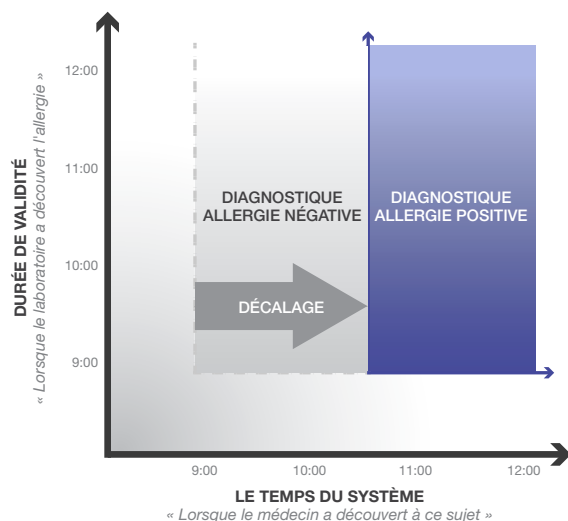 DURÉE DE VALIDITÉ
« Lorsque le laboratoire a découvert l'allergie »
12:00
11:00
10:00
9:00
DIAGNOSTIQUE
ALLERGIE NÉGATIVE
DIAGNOSTIQUE
ALLERGIE POSITIVE
DÉCALAGE
9:00
10:00
11:00
12:00
LE TEMPS DU SYSTÈME
« Lorsque le médecin a découvert à ce sujet »